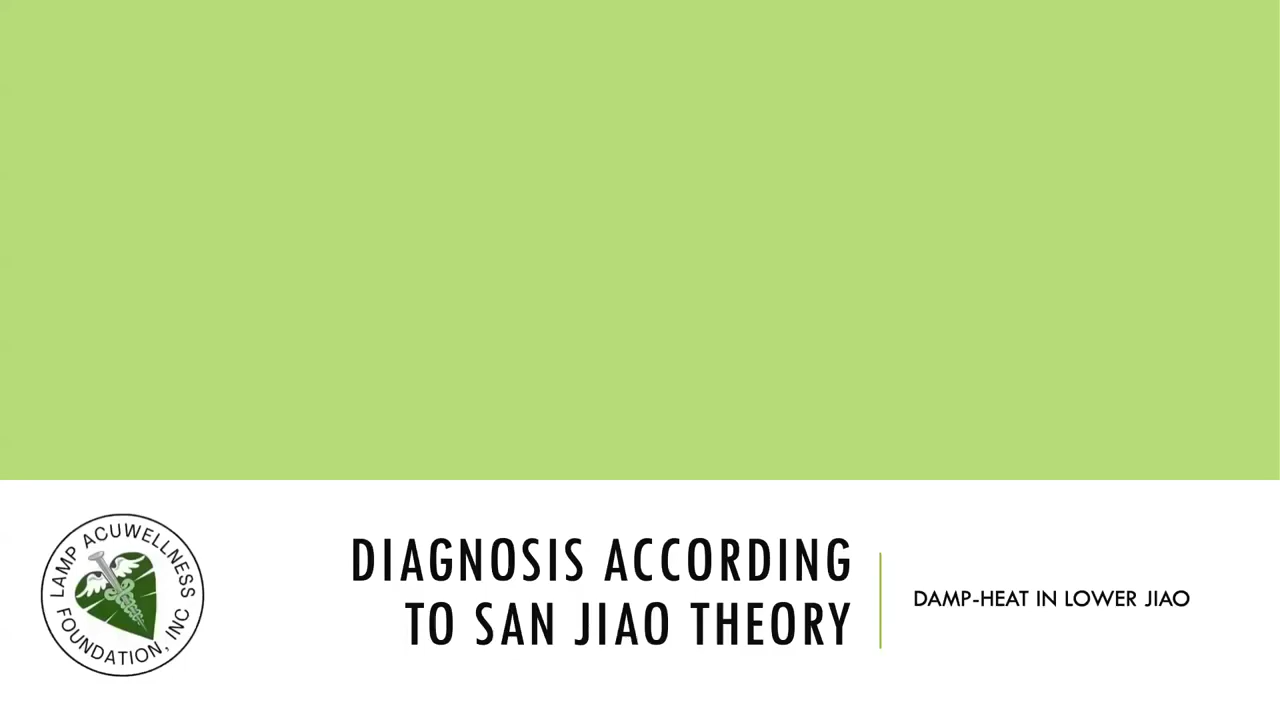 LAMP ACUWELLNESS
FOUNDATION, INC
DIAGNOSIS ACCORDING
TO SAN JIAO THEORY
DAMP-HEAT IN LOWER JIAO